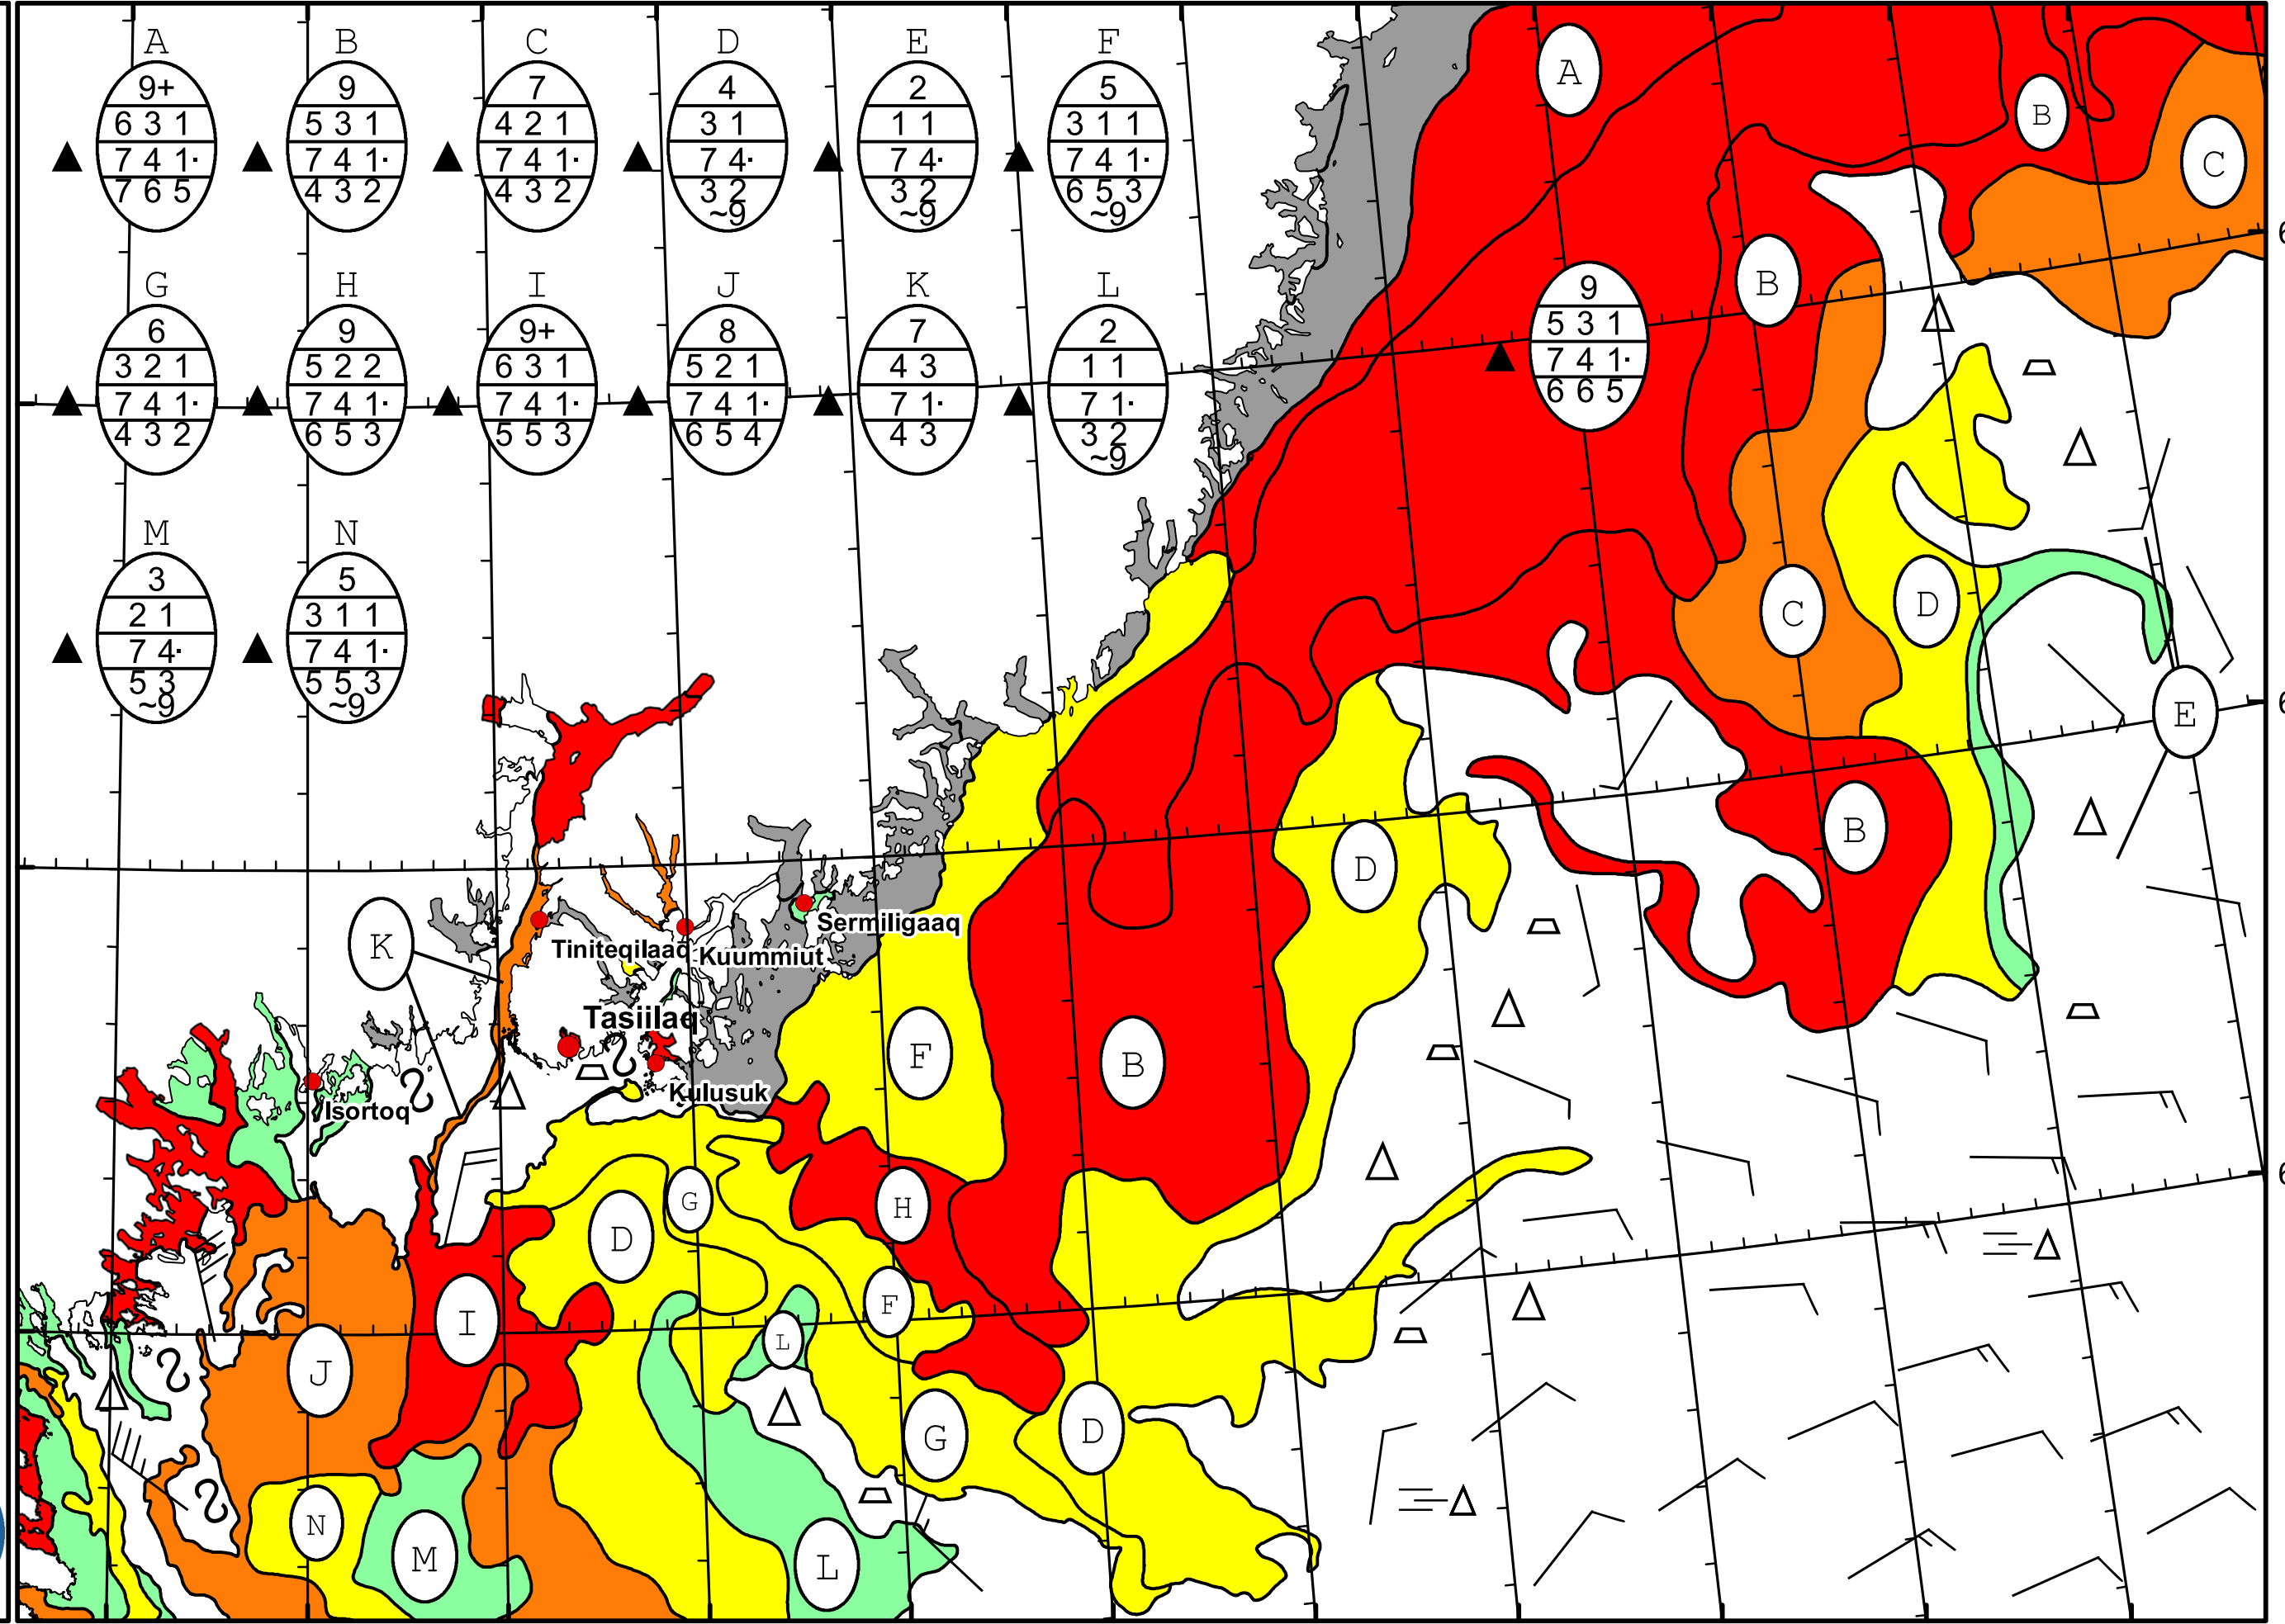 A B C D E F
9+ 9 7 4 2 5
6 3 1 5 3 1 4 2 1 3 1 1 1 3 1 1
7 4 1· 7 4 1· 7 4 1· 7 4· 7 4· 7 4 1·
7 6 5 4 3 2 4 3 2 3 2 3 2 6 5 3
~9 ~9 ~9
G H I J K L
6 9 9+ 8 7 2
3 2 1 5 2 2 6 3 1 5 2 1 4 3 1 1
7 4 1· 7 4 1· 7 4 1· 7 4 1· 7 1· 7 1·
4 3 2 6 5 3 5 5 3 6 5 4 4 3 3 2
~9
M N
3 5
2 1 3 1 1
7 4· 7 4 1·
5 3 5 5 3
~9 ~9
A
B
C
B
9
5 3 1
7 4 1·
6 6 5
C
D
E
B
D
K
Sermiligaaq
Tiniteqilaaq
Kuummiut
Tasiilaq
Kulusuk
Isortoq
F
B
G
H
D
F
I
L
J
G
D
N
M
L
6
6
6